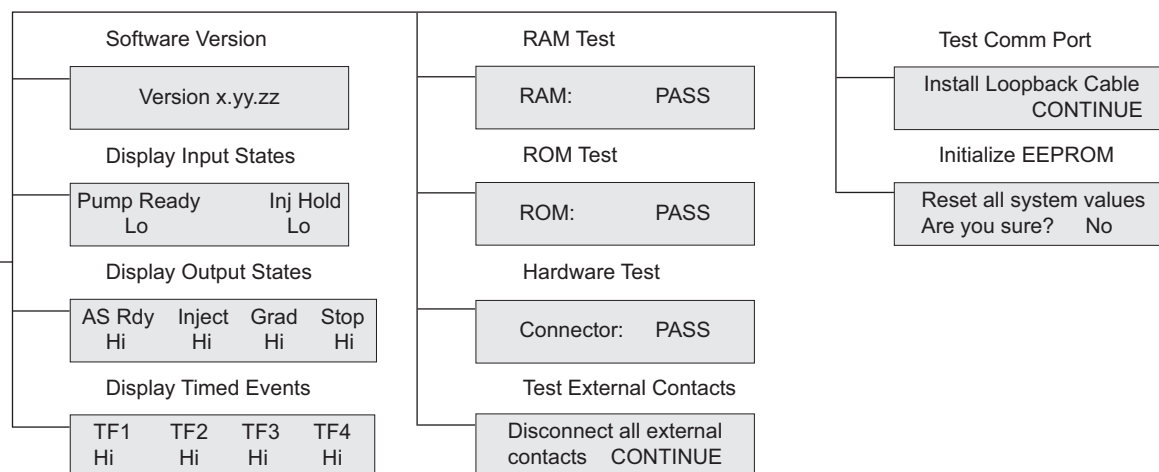 Software Version
Version x.yy.zz
Display Input States
Pump Ready Inj Hold
Lo Lo
Display Output States
AS Rdy Inject Grad Stop
Hi Hi Hi Hi
Display Timed Events
TF1 TF2 TF3 TF4
Hi Hi Hi Hi
RAM Test
RAM: PASS
ROM Test
ROM: PASS
Hardware Test
Connector: PASS
Test External Contacts
Disconnect all external
contacts CONTINUE
Test Comm Port
Install Loopback Cable
CONTINUE
Initialize EEPROM
Reset all system values
Are you sure? No